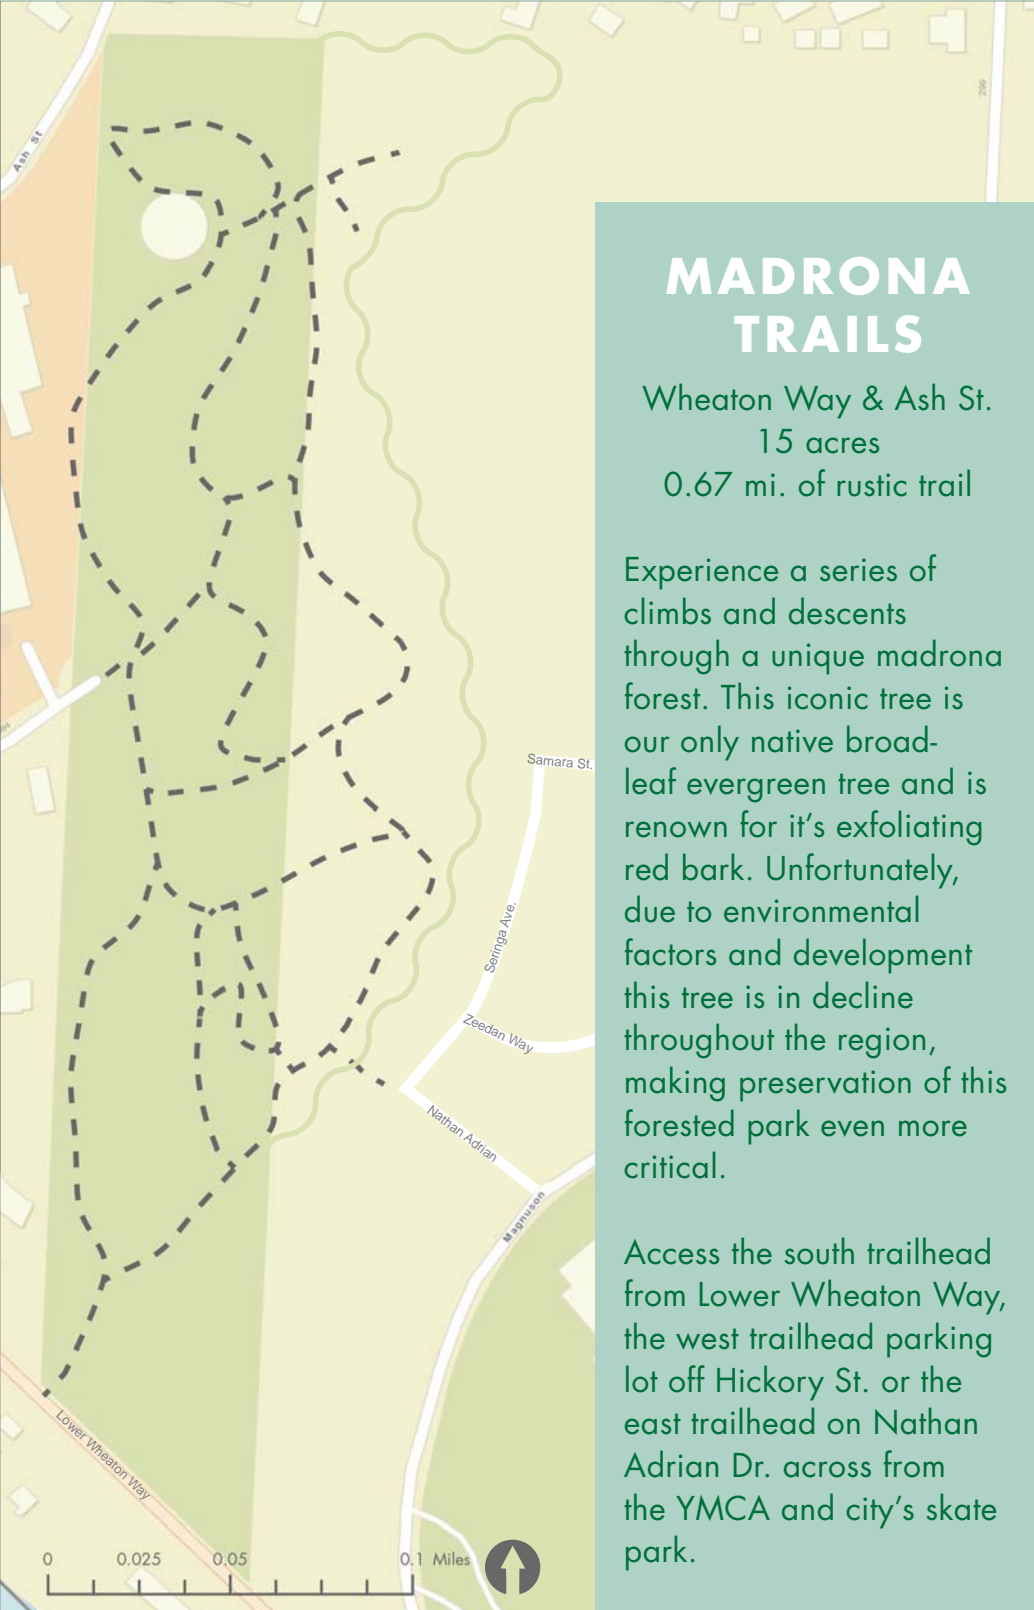 Ash St
296
MADRONA
TRAILS
Wheaton Way & Ash St.
15 acres
0.67 mi. of rustic trail
Experience a series of
climbs and descents
through a unique madrona
forest. This iconic tree is
our only native broad-
leaf evergreen tree and is
renown for it’s exfoliating
red bark. Unfortunately,
due to environmental
factors and development
this tree is in decline
throughout the region,
making preservation of this
forested park even more
critical.
Access the south trailhead
from Lower Wheaton Way,
the west trailhead parking
lot off Hickory St. or the
east trailhead on Nathan
Adrian Dr. across from
the YMCA and city’s skate
park.
Samara St.
Seringa Ave.
Zeedan Way
Nathan Adrian
Magnuson
Lower Wheaton Way
0 0.025 0.05 0.1 Miles